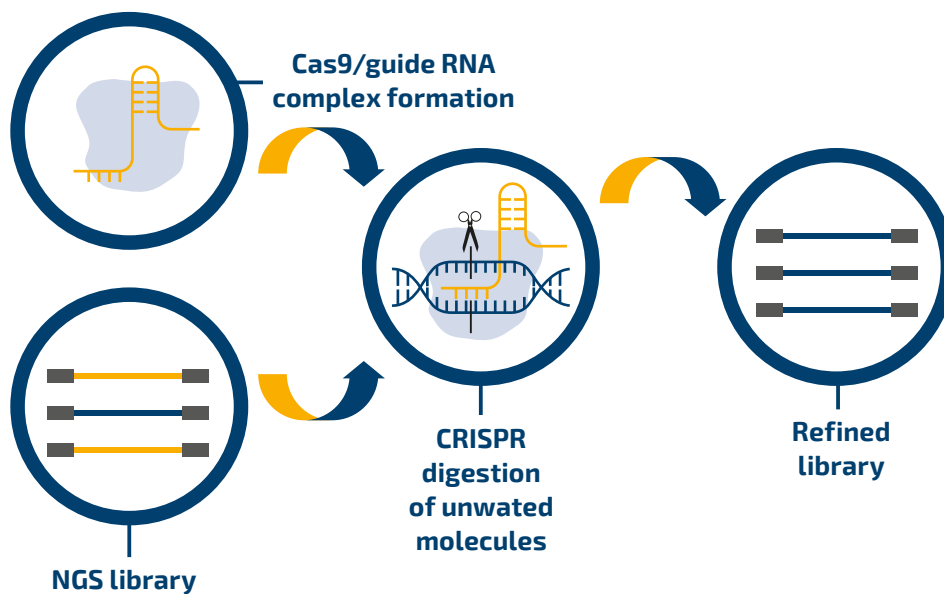 Cas9/guide RNA
complex formation
CRISPR
digestion
of unwated
molecules
Refined
library
NGS library